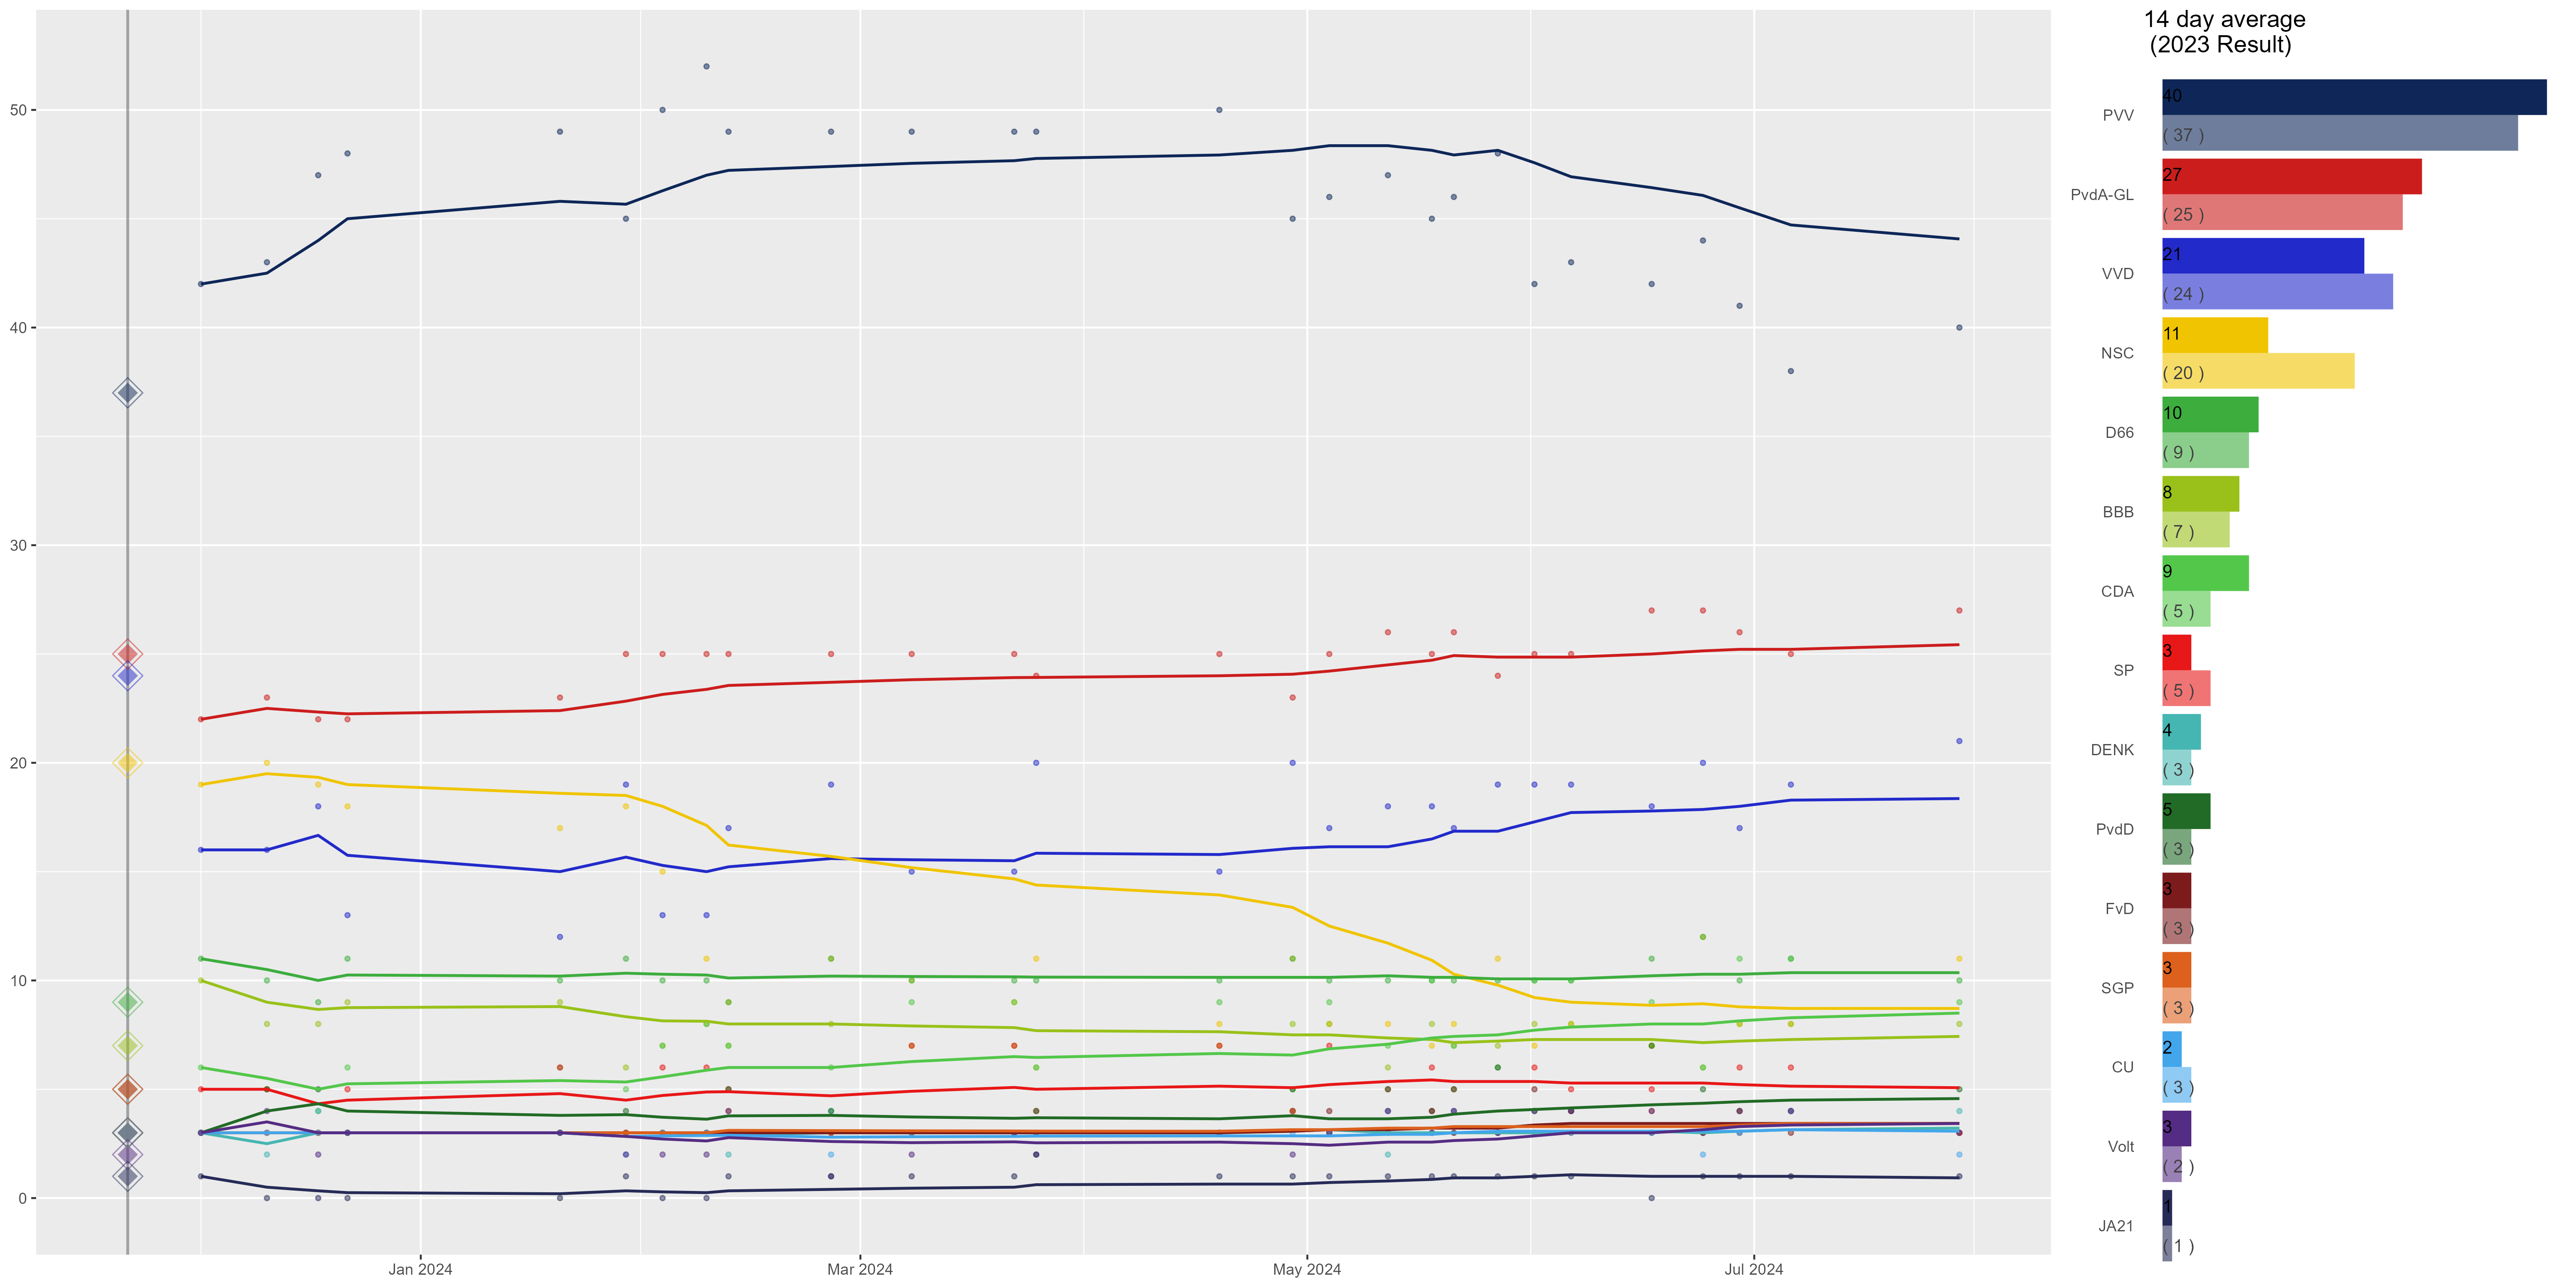 14 day average
(2023 Result)
50
40
30
20
10
0
Jan 2024
Mar 2024
May 2024
Jul 2024
PVV
40
( 37 )
PvdA-GL
27
( 25 )
VVD
21
( 24 )
NSC
11
( 20 )
D66
10
( 9 )
BBB
8
( 7 )
CDA
9
( 5 )
SP
3
( 5 )
DENK
4
( 3 )
PvdD
5
( 3 )
FvD
3
( 3 )
SGP
3
( 3 )
CU
2
( 3 )
Volt
3
( 2 )
JA21
1
( 1 )